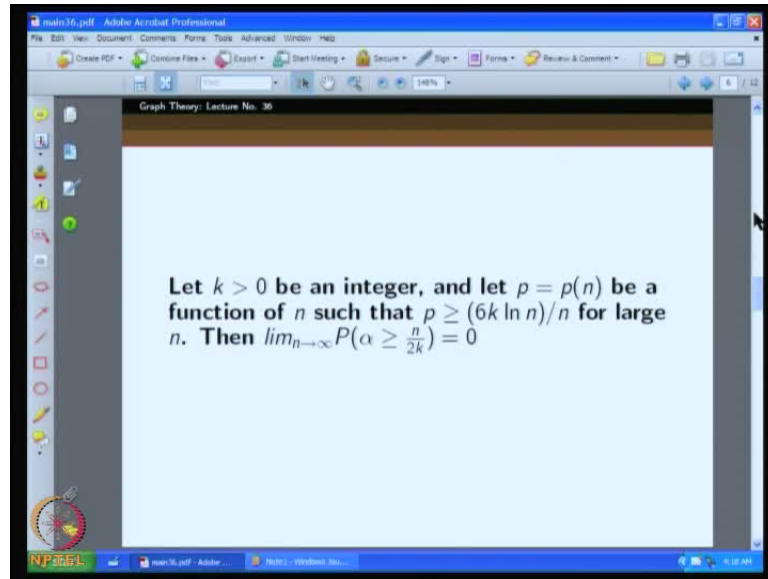 main36.pdf - Adobe Acrobat Professional
File Edit View Document Comments Forms Tools Advanced Window Help
Create PDF Combine Files Export Start Meeting Secure Sign Forms Review & Comment
148% 6 / 12
Graph Theory: Lecture No. 36
Let k > 0 be an integer, and let p = p(n) be a
function of n such that p ≥ (6k ln n)/n for large
n. Then lim_{n→∞} P(α ≥ n/2k) = 0
NPTEL
main36.pdf - Adobe ... Note1 - Windows Jou... 4:18 AM